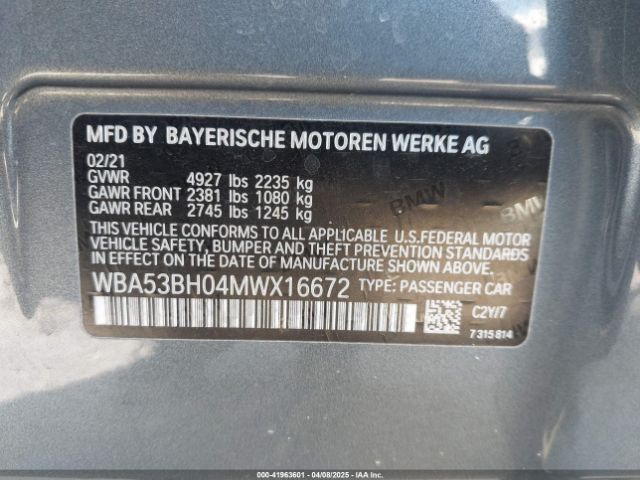 MFD BY BAYERISCHE MOTOREN WERKE AG
02/21
GVWR 4927 lbs 2235 kg
GAWR FRONT 2381 lbs 1080 kg
GAWR REAR 2745 lbs 1245 kg
THIS VEHICLE CONFORMS TO ALL APPLICABLE U.S.FEDERAL MOTOR
VEHICLE SAFETY, BUMPER AND THEFT PREVENTION STANDARDS
IN EFFECT ON THE DATE OF MANUFACTURE SHOWN ABOVE.
WBA53BH04MWX16672 TYPE: PASSENGER CAR
C2Y/7
7315814
BMW
000-41963601 - 04/08/2025 - IAAI.COM